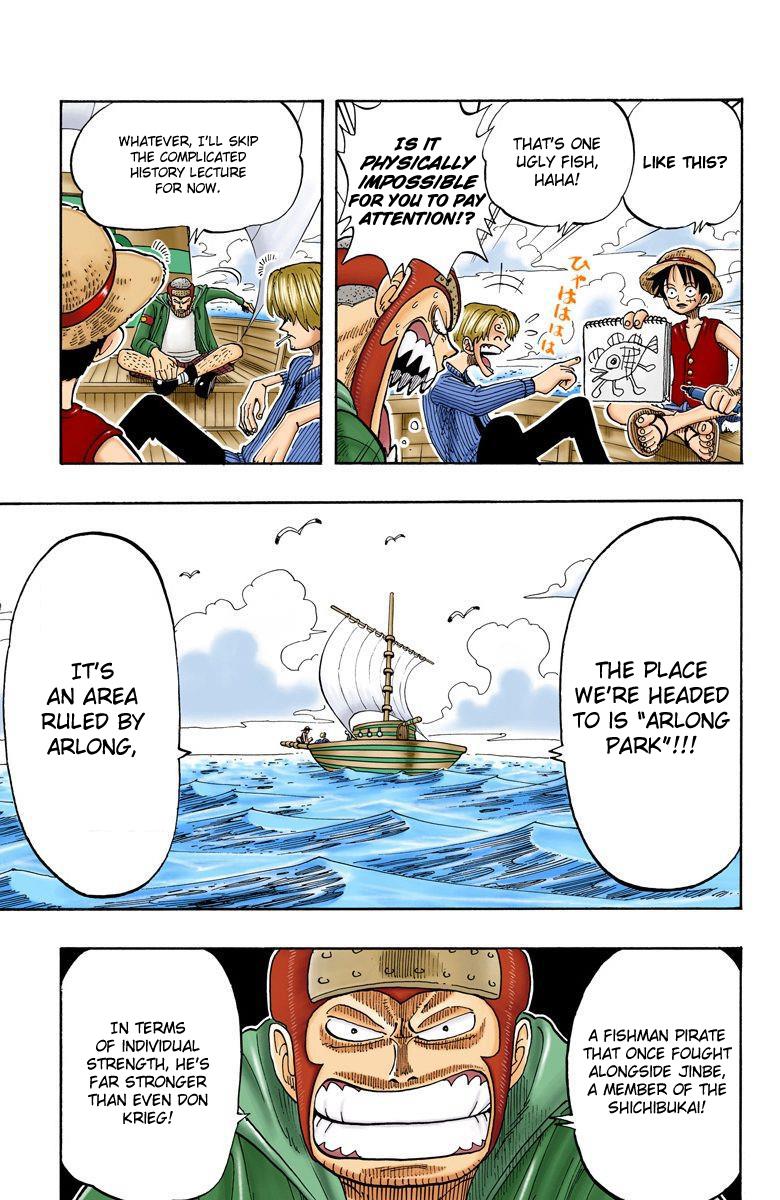 LIKE THIS?
THAT'S ONE
UGLY FISH,
HAHA!
IS IT
PHYSICALLY
IMPOSSIBLE
FOR YOU TO PAY
ATTENTION!?
ひゃはははは
WHATEVER, I'LL SKIP
THE COMPLICATED
HISTORY LECTURE
FOR NOW.
THE PLACE
WE'RE HEADED
TO IS "ARLONG
PARK"!!!
IT'S
AN AREA
RULED BY
ARLONG,
A FISHMAN PIRATE
THAT ONCE FOUGHT
ALONGSIDE JINBE,
A MEMBER OF THE
SHICHIBUKAI!
IN TERMS
OF INDIVIDUAL
STRENGTH, HE'S
FAR STRONGER
THAN EVEN DON
KRIEG!